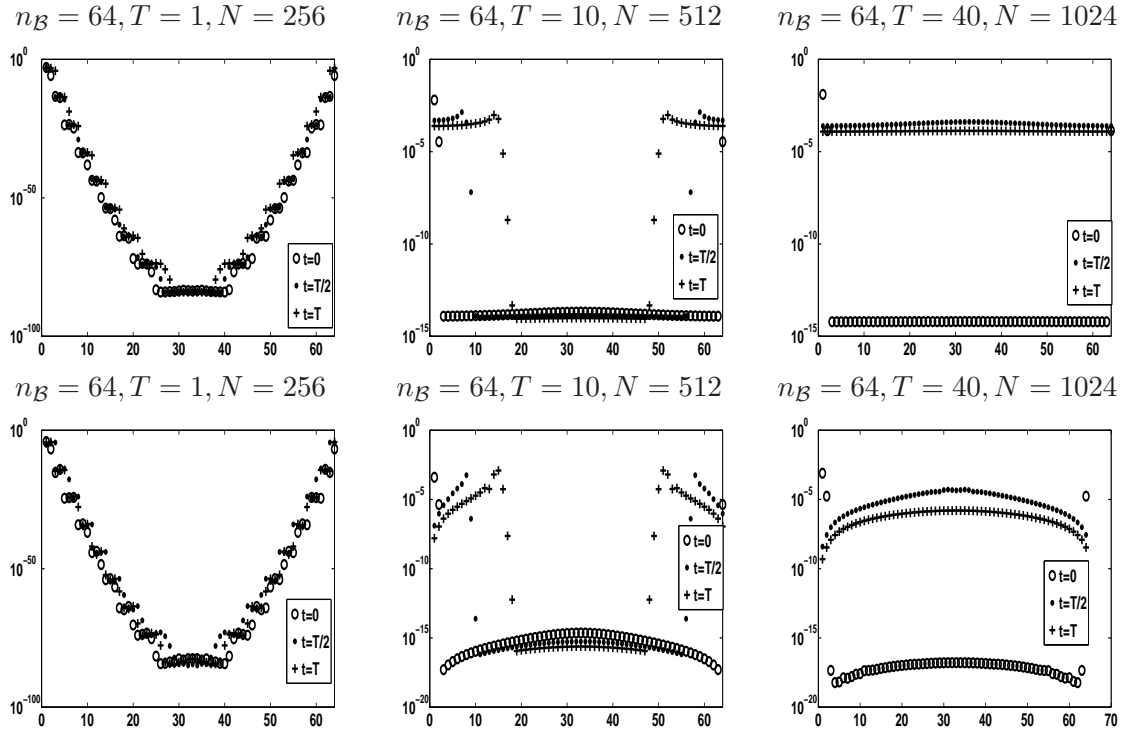 n_B = 64, T = 1, N = 256
n_B = 64, T = 10, N = 512
n_B = 64, T = 40, N = 1024
10^0
10^-50
10^-100
0 10 20 30 40 50 60
t=0
t=T/2
t=T
10^0
10^-5
10^-10
10^-15
0 10 20 30 40 50 60
t=0
t=T/2
t=T
10^0
10^-5
10^-10
10^-15
0 10 20 30 40 50 60
t=0
t=T/2
t=T
n_B = 64, T = 1, N = 256
n_B = 64, T = 10, N = 512
n_B = 64, T = 40, N = 1024
10^0
10^-50
10^-100
0 10 20 30 40 50 60
t=0
t=T/2
t=T
10^0
10^-5
10^-10
10^-15
10^-20
0 10 20 30 40 50 60
t=0
t=T/2
t=T
10^0
10^-5
10^-10
10^-15
10^-20
0 10 20 30 40 50 60 70
t=0
t=T/2
t=T